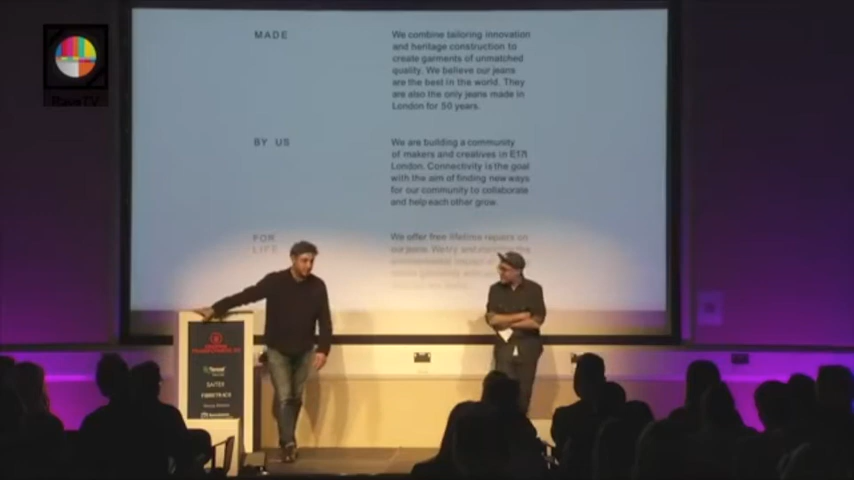 MADE
We combine tailoring innovation
and heritage construction to
create garments of unmatched
quality. We believe our jeans
are the best in the world. They
are also the only jeans made in
London for 50 years.
BY US
We are building a community
of makers and creatives in E17,
London. Connectivity is the goal
with the aim of finding new ways
for our community to collaborate
and help each other grow.
FOR
LIFE
We offer free lifetime repairs on
our jeans. We try and
RaveTV